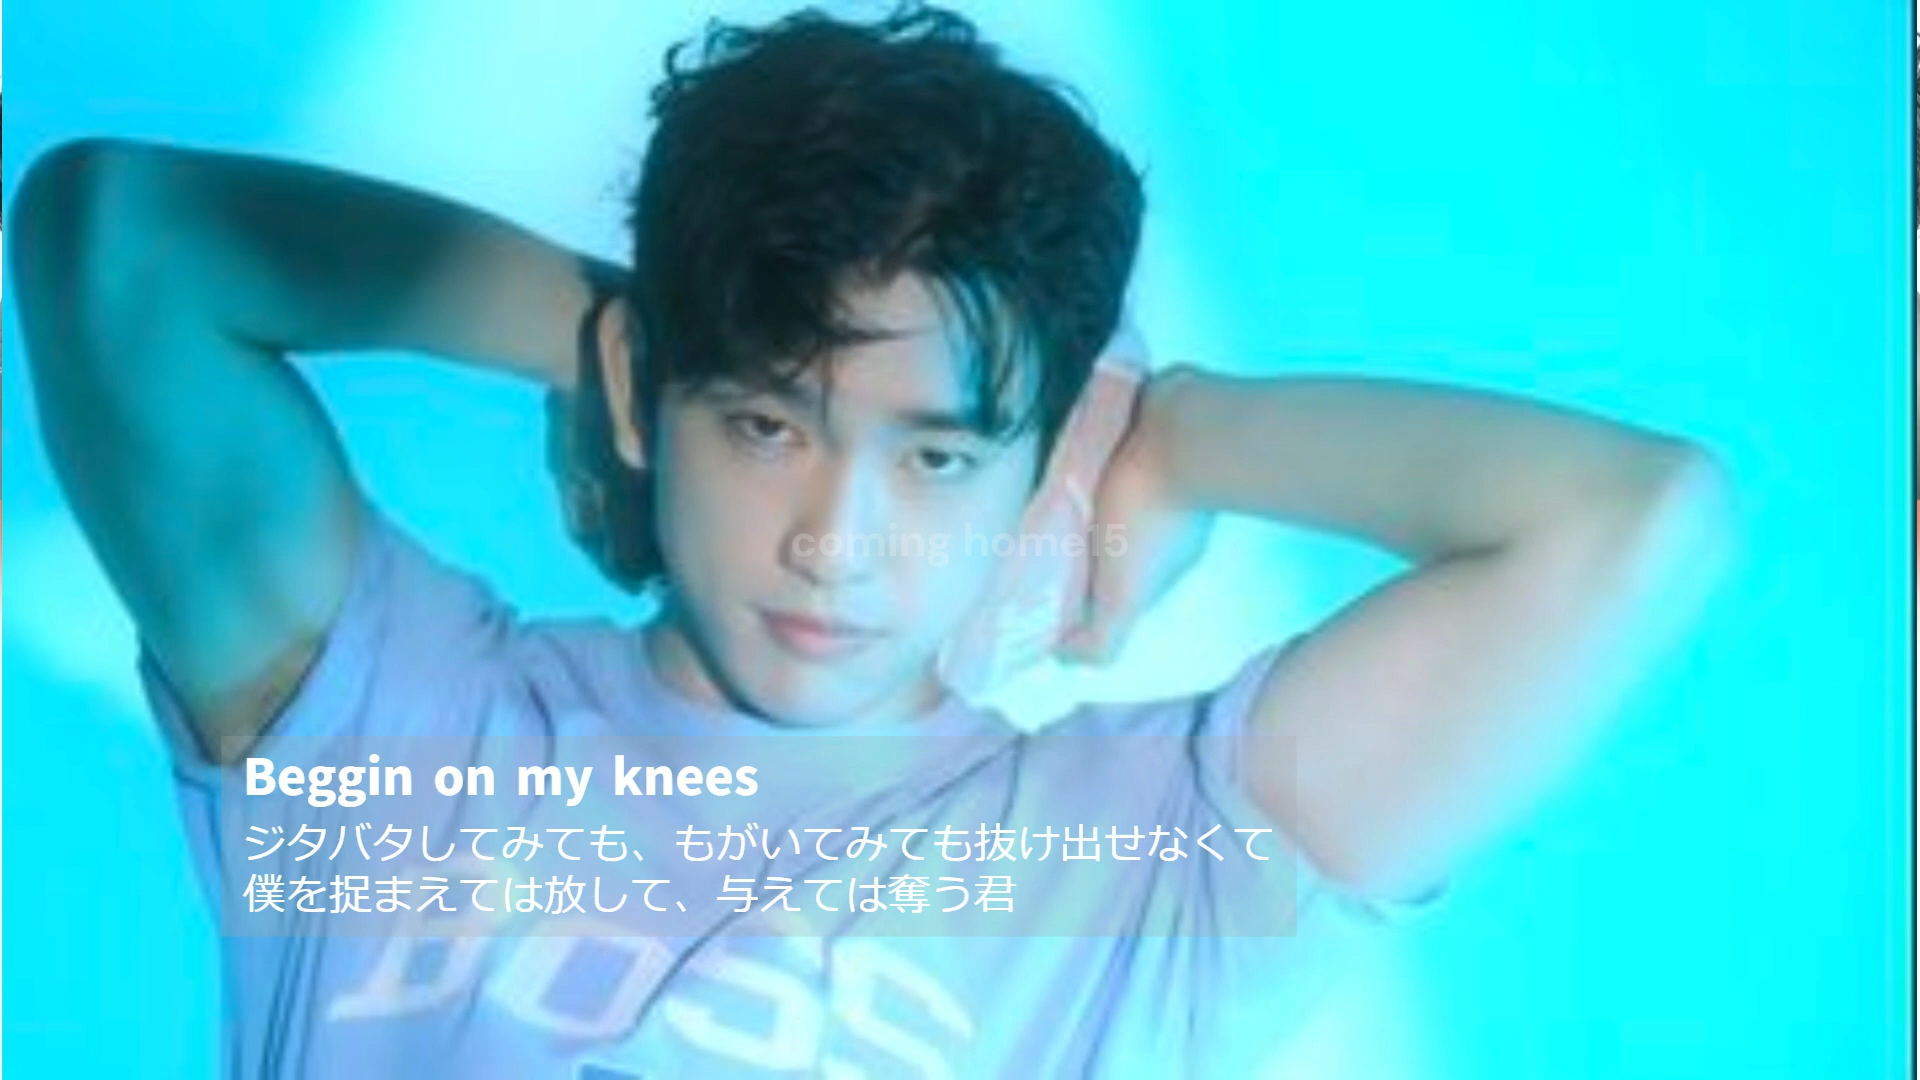 coming home15
Beggin on my knees
ジタバタしてみても、もがいてみても抜け出せなくて
僕を捉まえては放して、与えては奪う君
BOSS